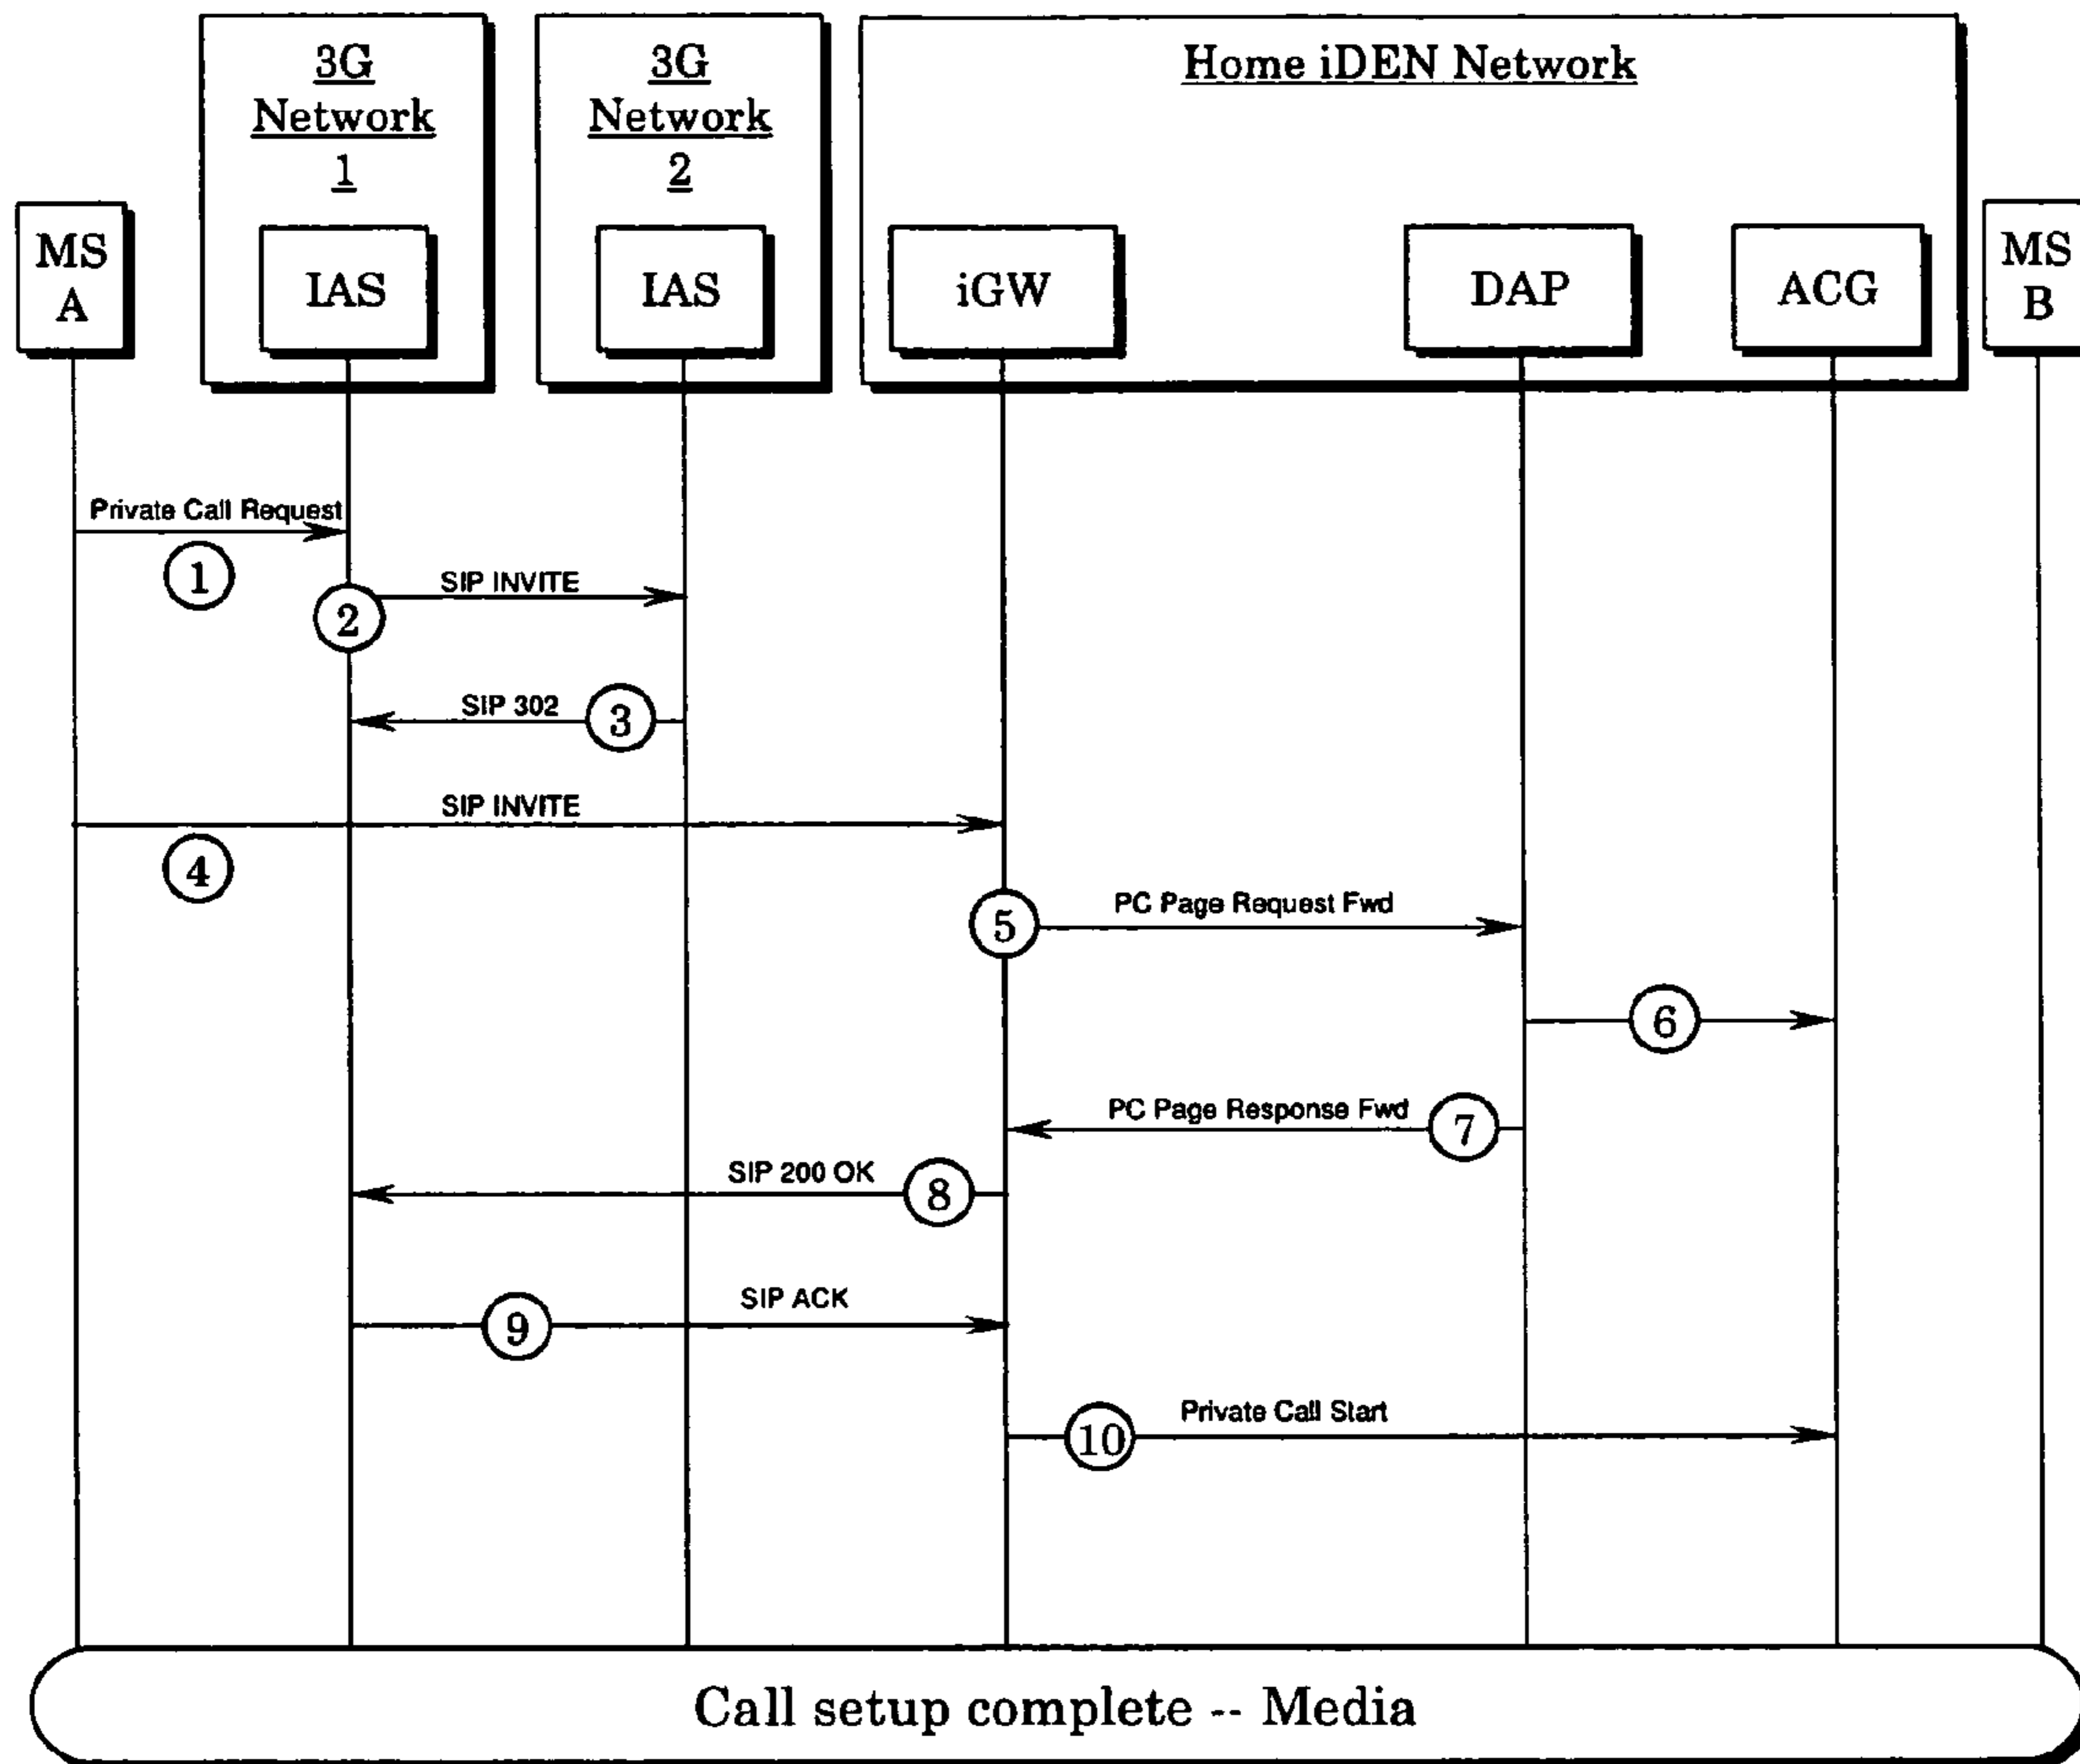 3G
Network
1
3G
Network
2
Home iDEN Network
MS
A
IAS
IAS
iGW
DAP
ACG
MS
B
Private Call Request
1
SIP INVITE
2
SIP 302
3
SIP INVITE
4
PC Page Request Fwd
5
6
PC Page Response Fwd
7
SIP 200 OK
8
SIP ACK
9
Private Call Start
10
Call setup complete -- Media